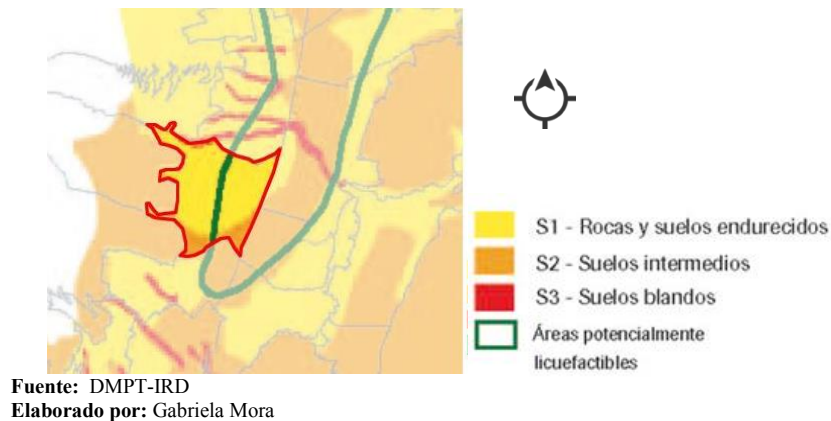 S1 - Rocas y suelos endurecidos
S2 - Suelos intermedios
S3 - Suelos blandos
Áreas potencialmente
licuefactibles
Fuente: DMPT-IRD
Elaborado por: Gabriela Mora